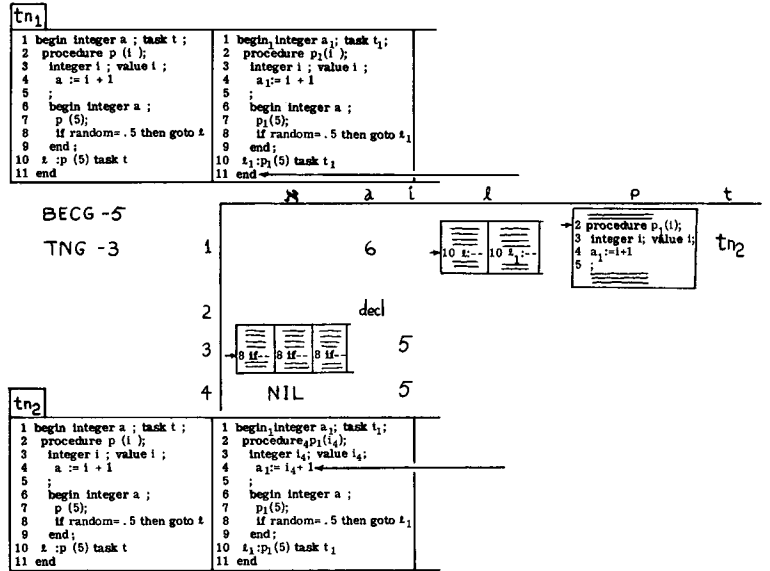 tn1
1 begin integer a ; task t ;
2 procedure p (i );
3 integer i ; value i ;
4 a := i + 1
5 ;
6 begin integer a ;
7 p (5);
8 if random= . 5 then goto ℓ
9 end ;
10 ℓ :p (5) task t
11 end
1 begin1 integer a1; task t1;
2 procedure p1(i );
3 integer i ; value i ;
4 a1:= i + 1
5 ;
6 begin integer a ;
7 p1(5);
8 if random= . 5 then goto ℓ1
9 end;
10 ℓ1:p1(5) task t1
11 end
a i ℓ p t
BECG -5
TNG -3
1 6
10 ℓ:-- 10 ℓ1:--
2 procedure p1(i);
3 integer i; value i;
4 a1:=i+1
5 ;
tn2
2 decl
3 8 if-- 8 if-- 8 if-- 5
4 NIL 5
tn2
1 begin integer a ; task t ;
2 procedure p (i );
3 integer i ; value i ;
4 a := i + 1
5 ;
6 begin integer a ;
7 p (5);
8 if random= . 5 then goto ℓ
9 end;
10 ℓ :p (5) task t
11 end
1 begin1 integer a1; task t1;
2 procedure4 p1(i4);
3 integer i4; value i4;
4 a1:= i4+ 1
5 ;
6 begin integer a ;
7 p1(5);
8 if random= . 5 then goto ℓ1
9 end;
10 ℓ1:p1(5) task t1
11 end